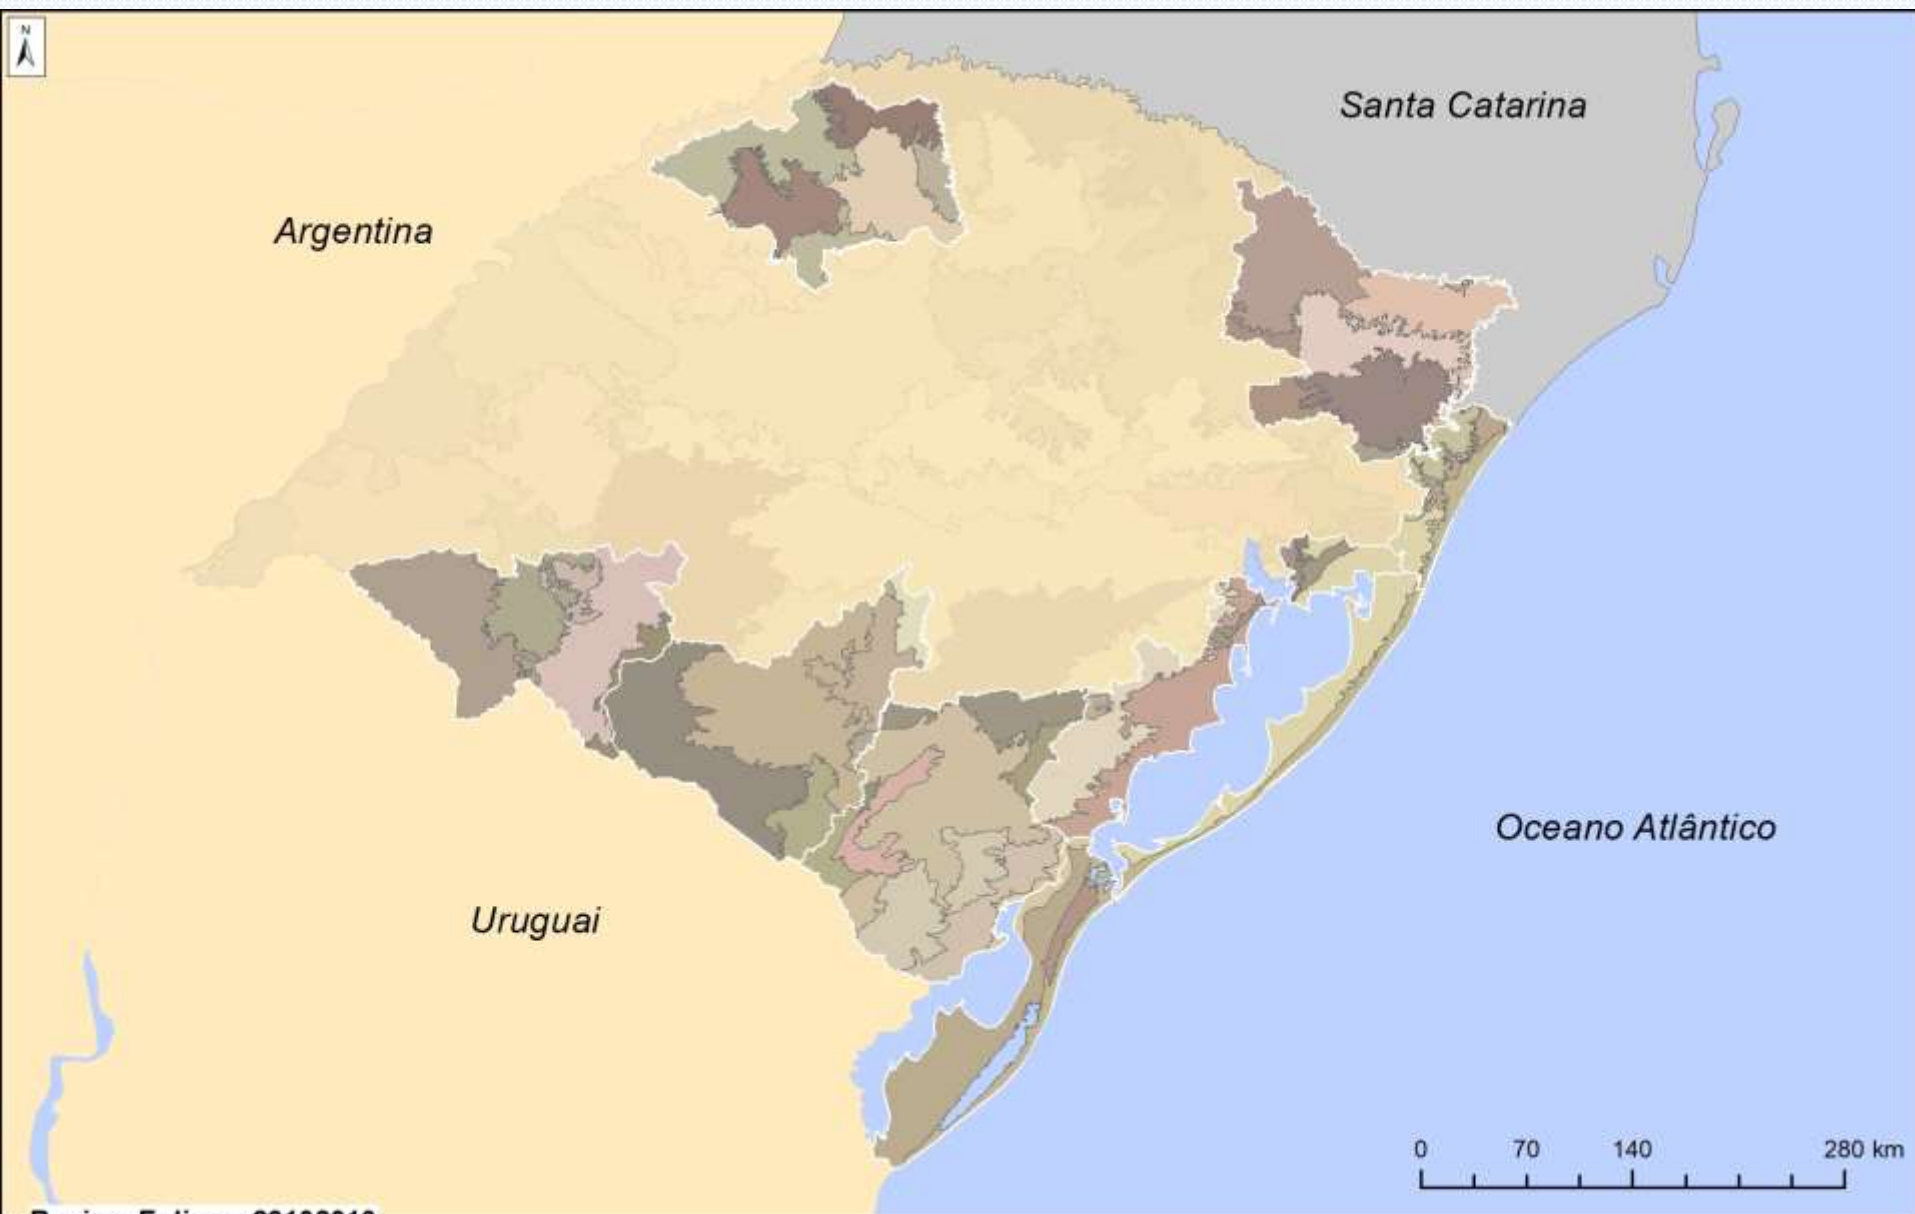 N
Santa Catarina
Argentina
Oceano Atlântico
Uruguai
0 70 140 280 km